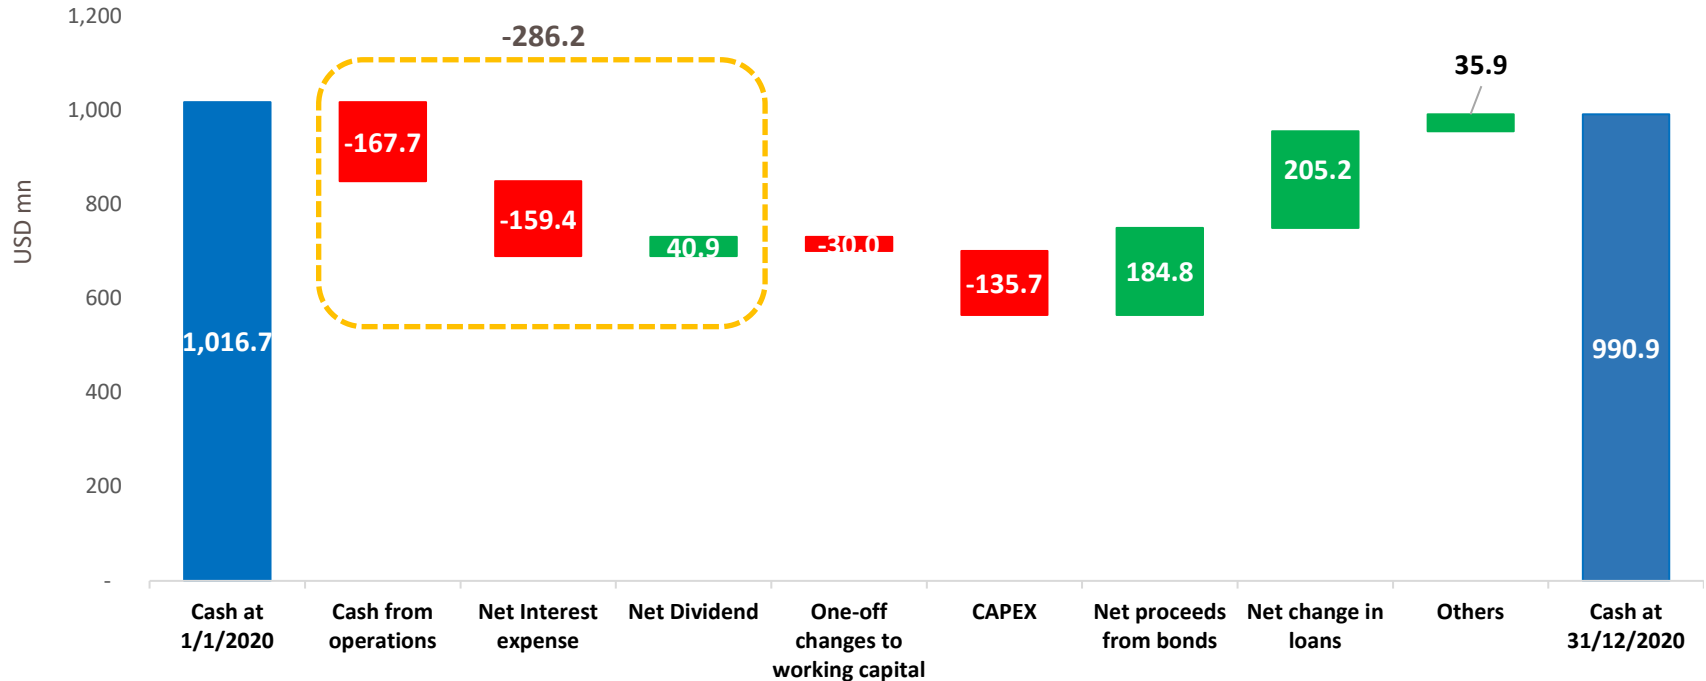 1,200
1,000
800
600
400
200
-
USD mn
-286.2
1,016.7
-167.7
-159.4
40.9
-30.0
-135.7
184.8
205.2
35.9
990.9
Cash at
1/1/2020
Cash from
operations
Net Interest
expense
Net Dividend
One-off
changes to
working capital
CAPEX
Net proceeds
from bonds
Net change in
loans
Others
Cash at
31/12/2020